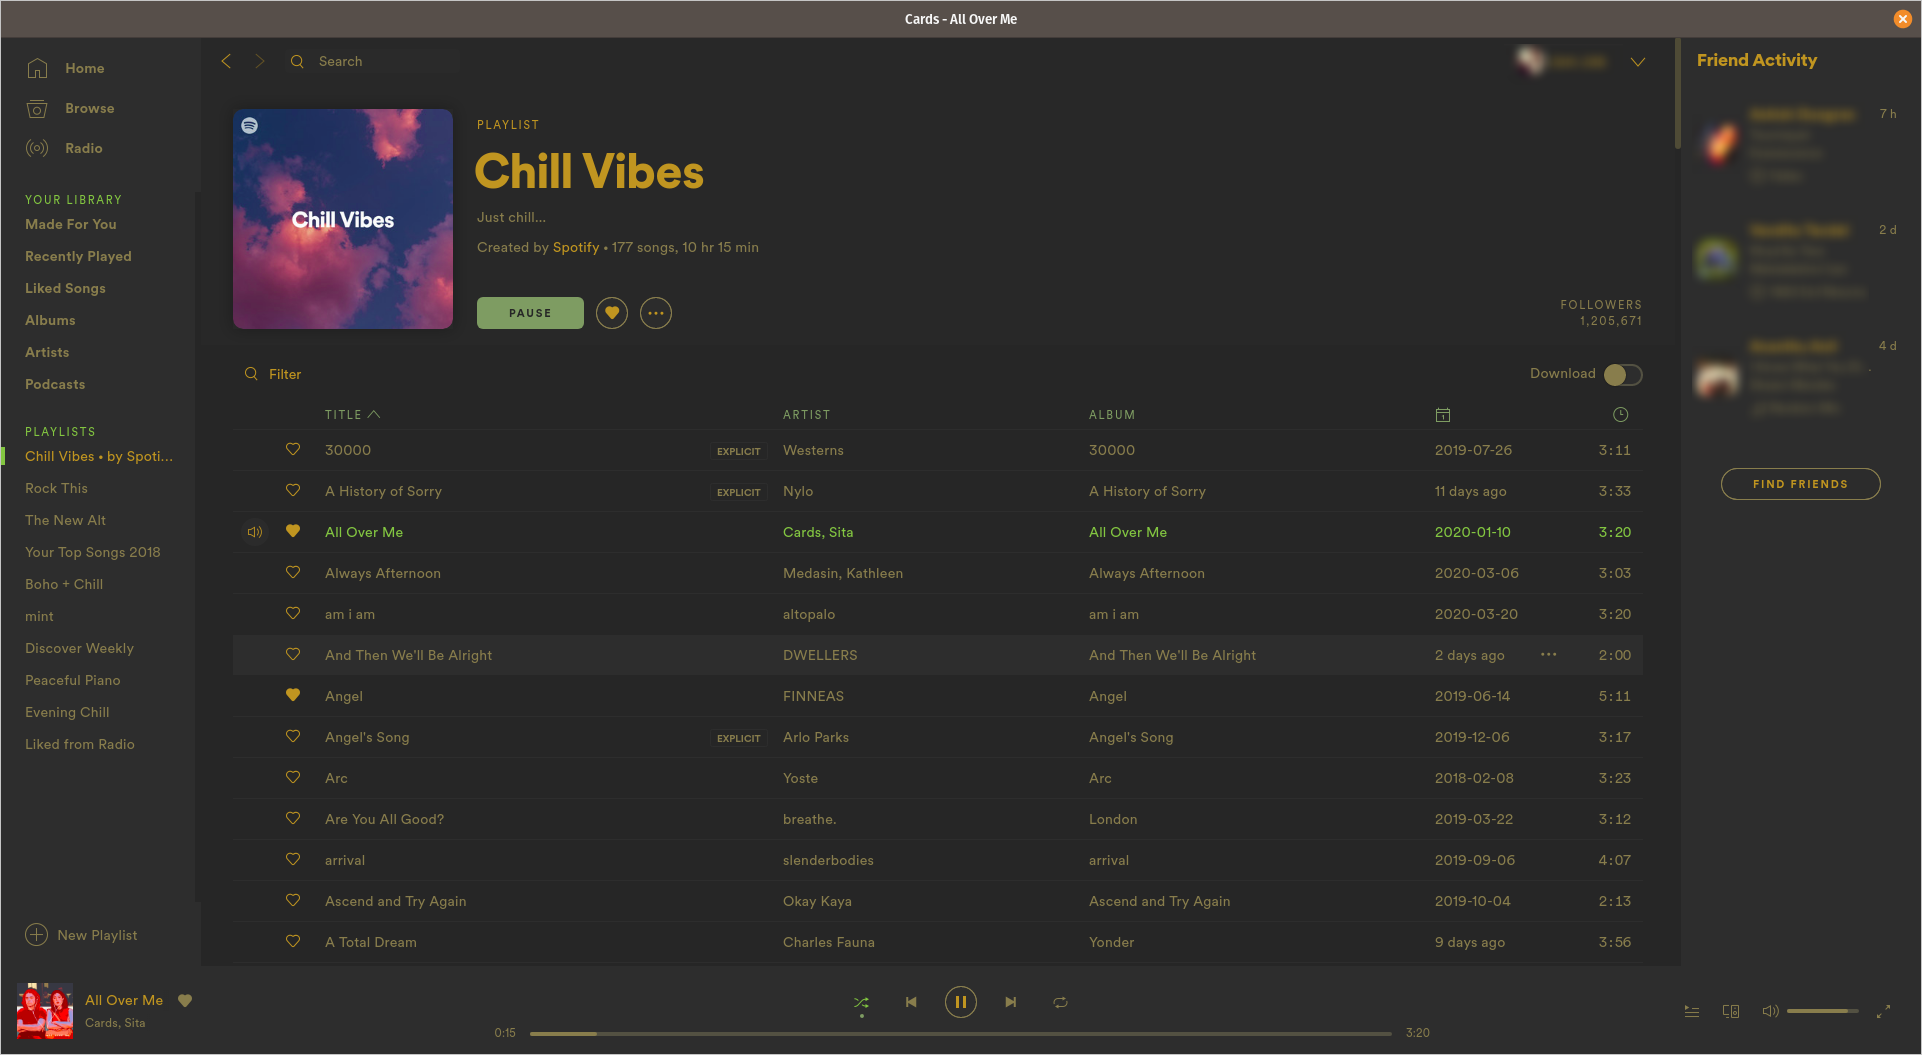 Cards - All Over Me
Home
Browse
Radio
YOUR LIBRARY
Made For You
Recently Played
Liked Songs
Albums
Artists
Podcasts
PLAYLISTS
Chill Vibes • by Spoti...
Rock This
The New Alt
Your Top Songs 2018
Boho + Chill
mint
Discover Weekly
Peaceful Piano
Evening Chill
Liked from Radio
New Playlist
Search
Chill Vibes
PLAYLIST
Chill Vibes
Just chill...
Created by Spotify • 177 songs, 10 hr 15 min
PAUSE
FOLLOWERS
1,205,671
Filter
Download
TITLE ARTIST ALBUM
30000 EXPLICIT Westerns 30000 2019-07-26 3:11
A History of Sorry EXPLICIT Nylo A History of Sorry 11 days ago 3:33
All Over Me Cards, Sita All Over Me 2020-01-10 3:20
Always Afternoon Medasin, Kathleen Always Afternoon 2020-03-06 3:03
am i am altopalo am i am 2020-03-20 3:20
And Then We'll Be Alright DWELLERS And Then We'll Be Alright 2 days ago 2:00
Angel FINNEAS Angel 2019-06-14 5:11
Angel's Song EXPLICIT Arlo Parks Angel's Song 2019-12-06 3:17
Arc Yoste Arc 2018-02-08 3:23
Are You All Good? breathe. London 2019-03-22 3:12
arrival slenderbodies arrival 2019-09-06 4:07
Ascend and Try Again Okay Kaya Ascend and Try Again 2019-10-04 2:13
A Total Dream Charles Fauna Yonder 9 days ago 3:56
Friend Activity
7 h
2 d
4 d
FIND FRIENDS
All Over Me
Cards, Sita
0:15
3:20